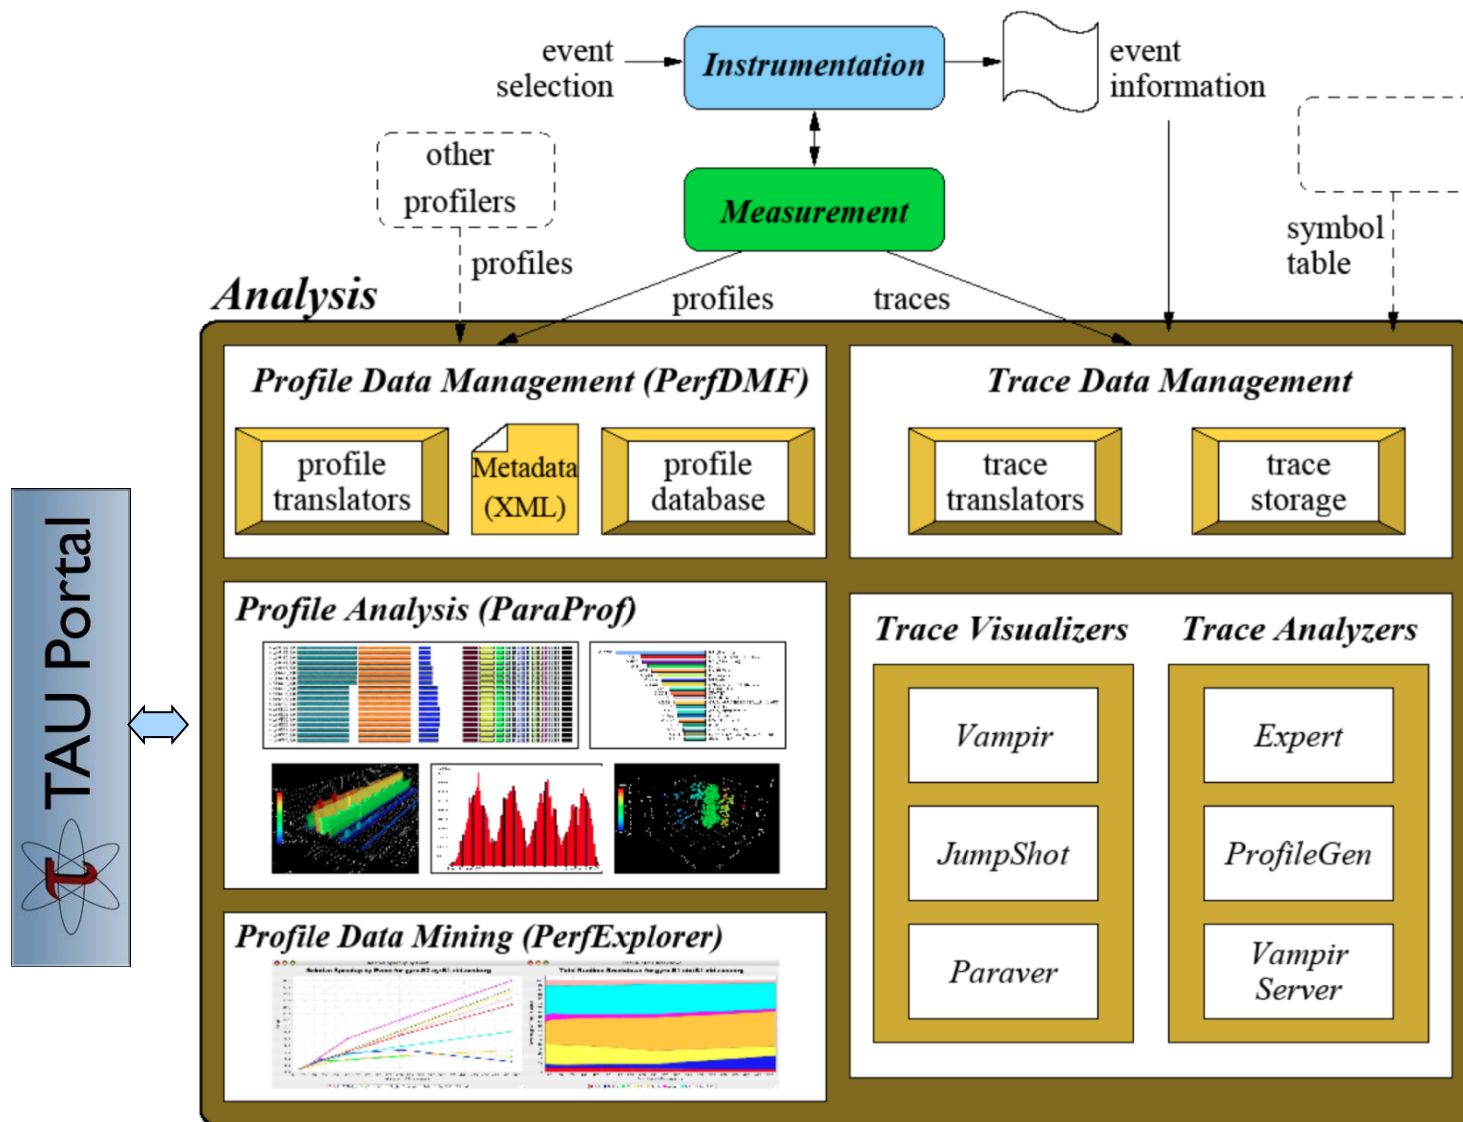 event
selection
Instrumentation
event
information
other
profilers
Measurement
profiles
symbol
table
Analysis
profiles
traces
Profile Data Management (PerfDMF)
profile
translators
Metadata
(XML)
profile
database
Trace Data Management
trace
translators
trace
storage
TAU Portal
Profile Analysis (ParaProf)
Trace Visualizers
Vampir
JumpShot
Paraver
Trace Analyzers
Expert
ProfileGen
Vampir
Server
Profile Data Mining (PerfExplorer)